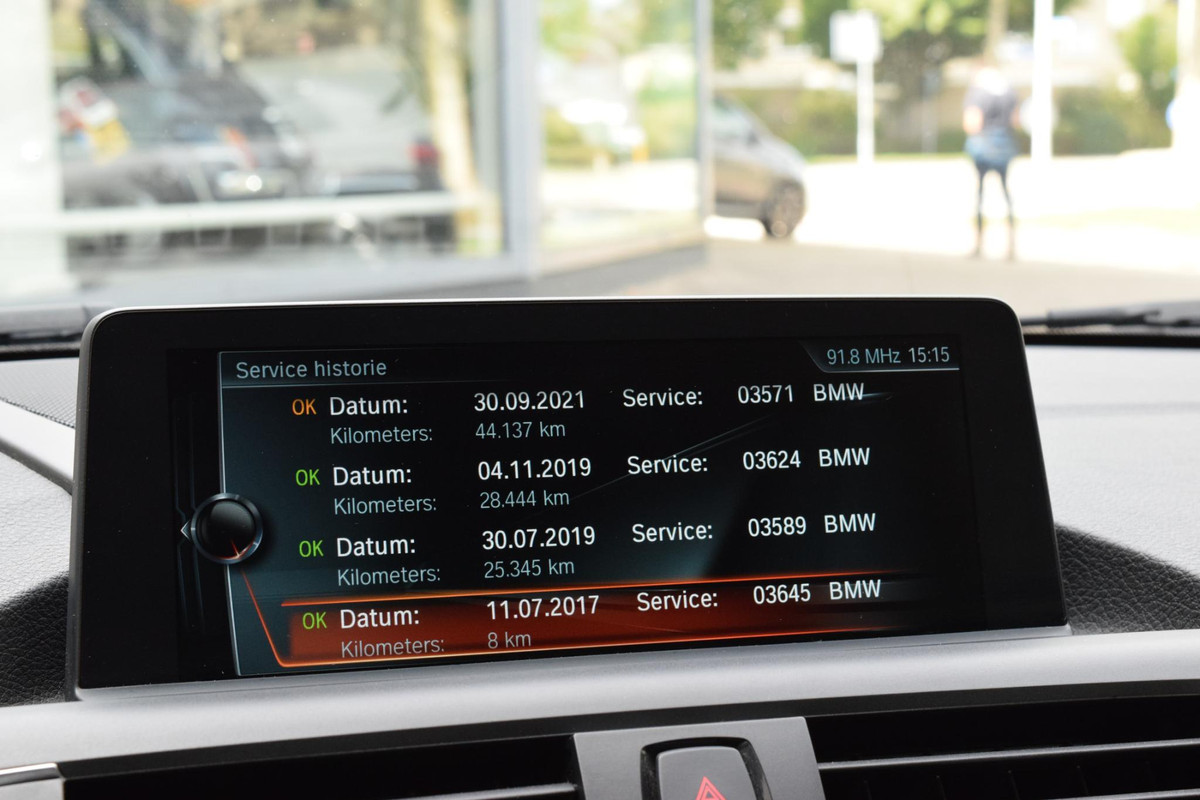 Service historie 91.8 MHz 15:15
OK Datum: 30.09.2021 Service: 03571 BMW
Kilometers: 44.137 km
OK Datum: 04.11.2019 Service: 03624 BMW
Kilometers: 28.444 km
OK Datum: 30.07.2019 Service: 03589 BMW
Kilometers: 25.345 km
OK Datum: 11.07.2017 Service: 03645 BMW
Kilometers: 8 km